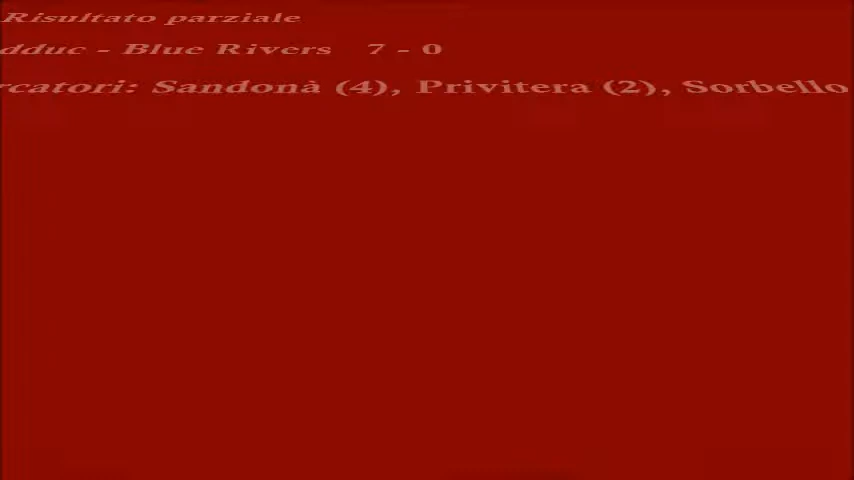 Risultato parziale
dduc - Blue Rivers 7 - 0
rcatori: Sandonà (4), Privitera (2), Sorbello